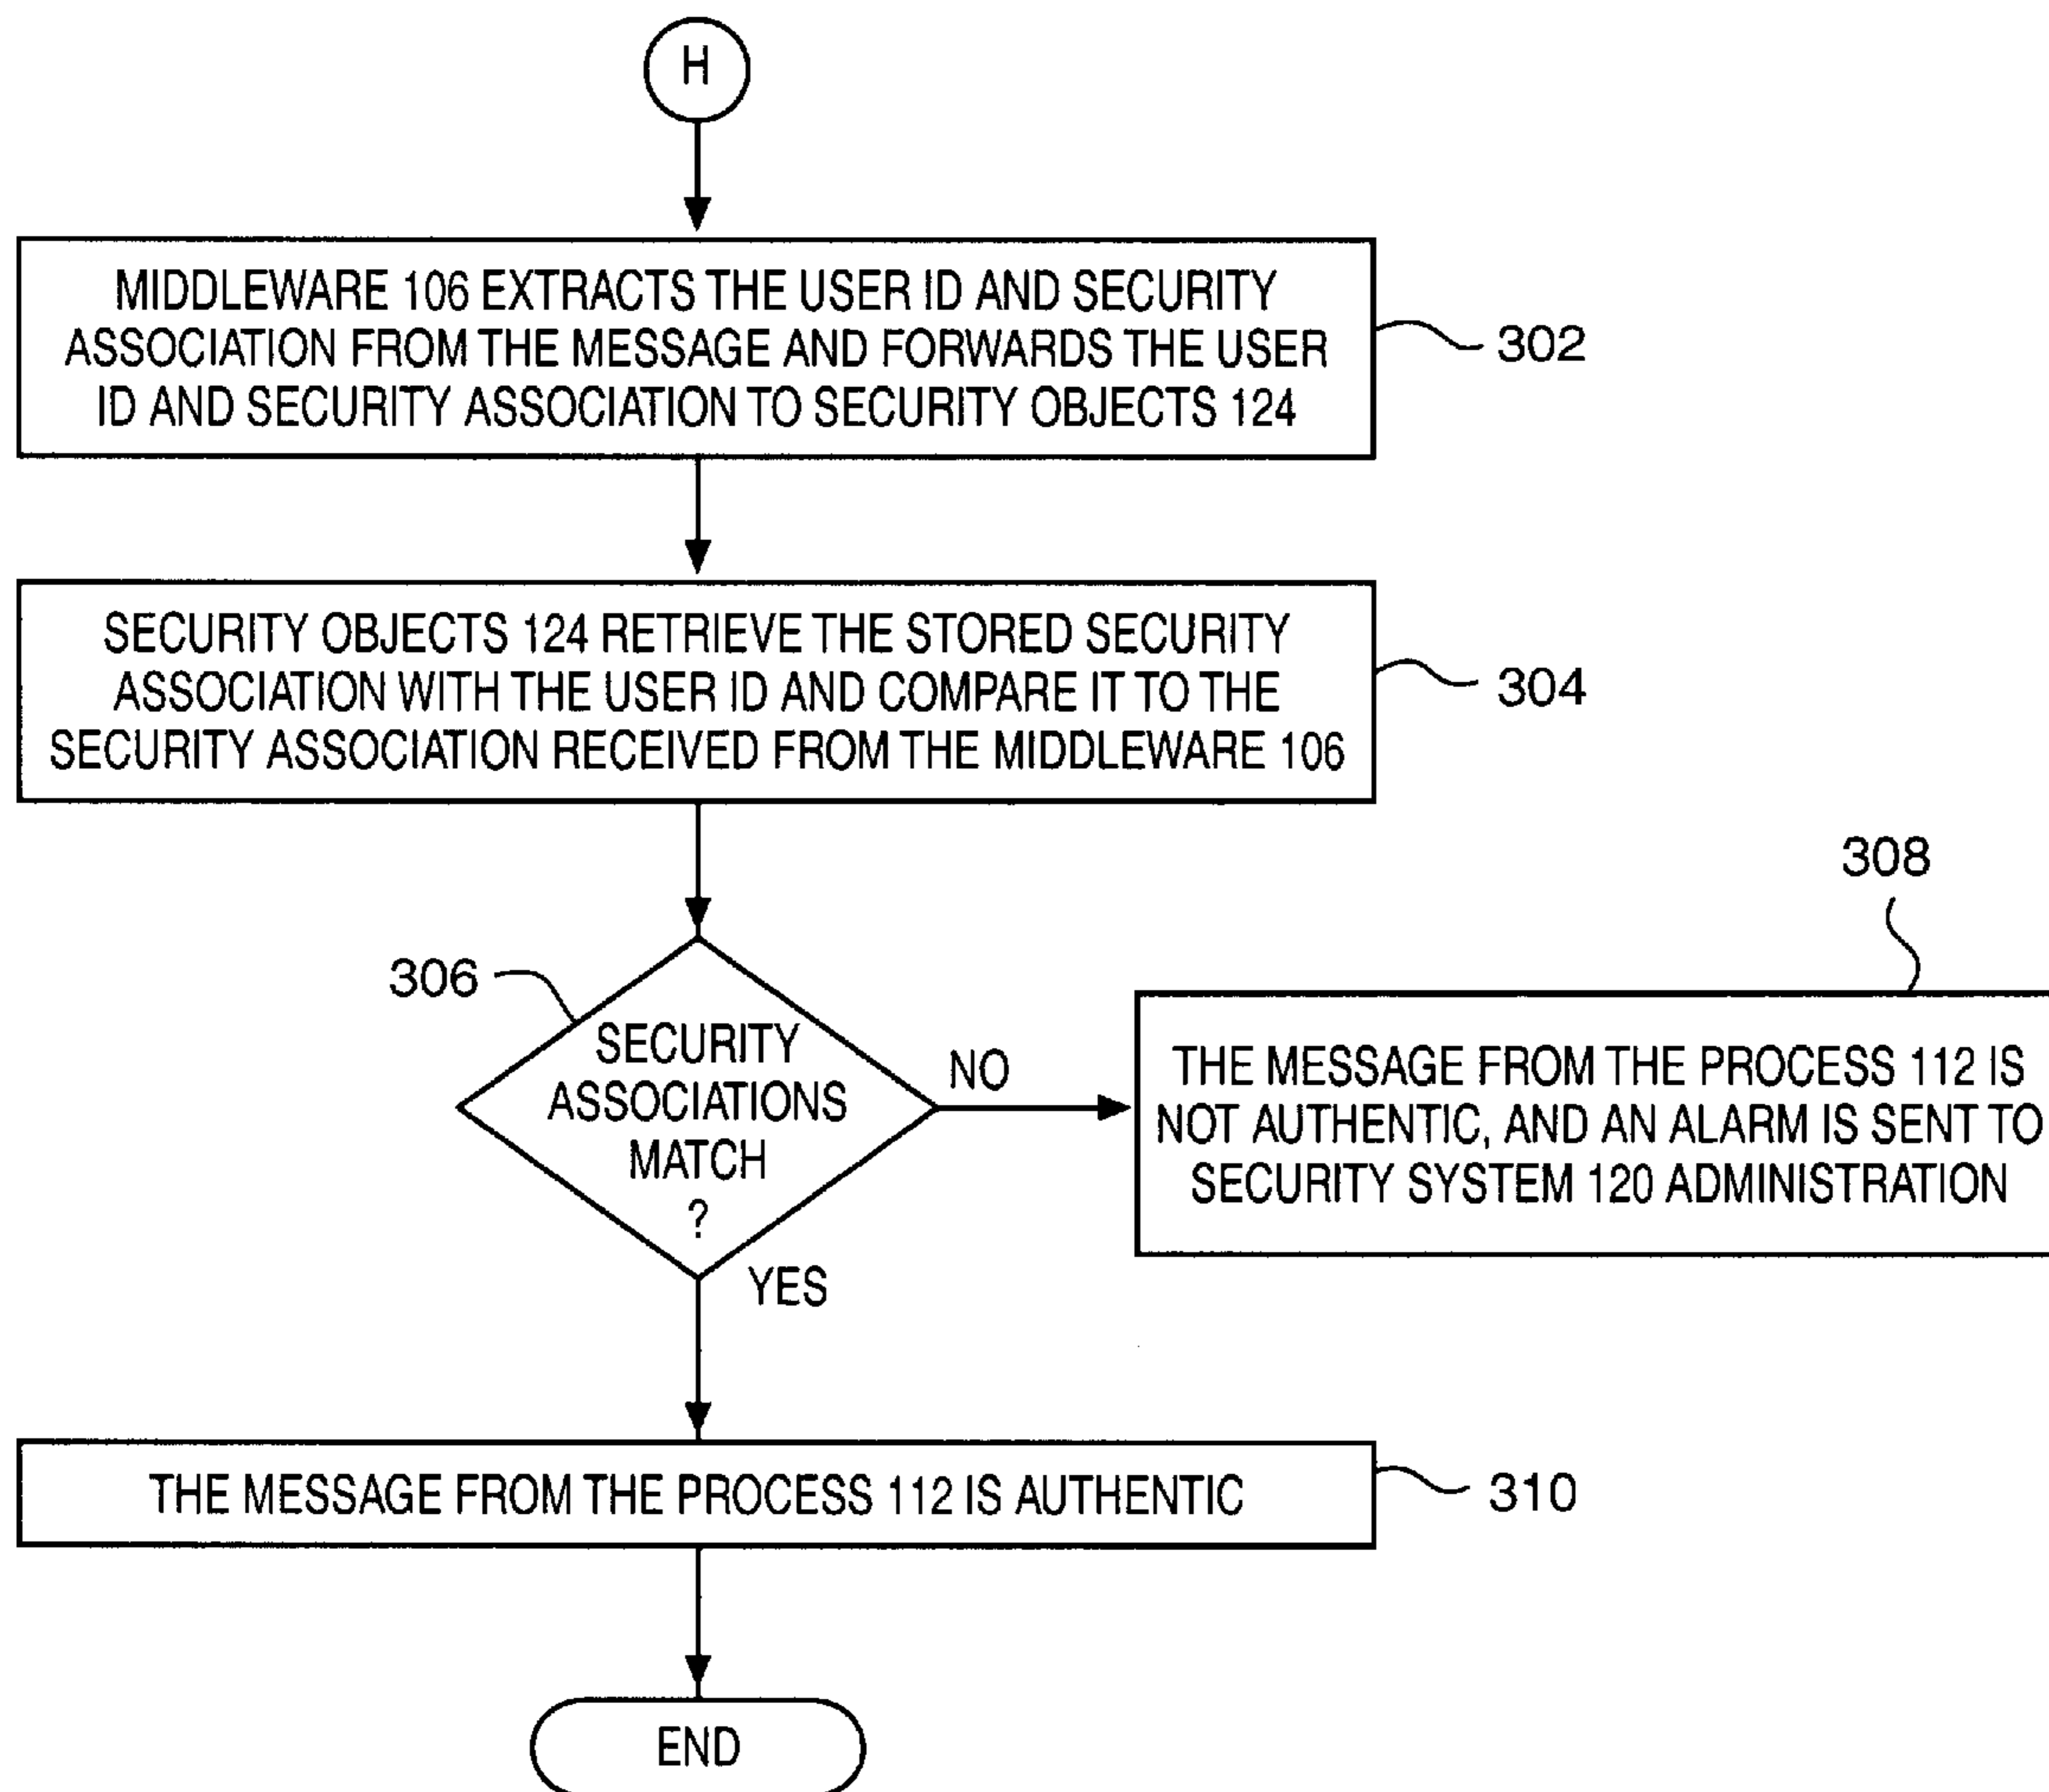 H
MIDDLEWARE 106 EXTRACTS THE USER ID AND SECURITY
ASSOCIATION FROM THE MESSAGE AND FORWARDS THE USER
ID AND SECURITY ASSOCIATION TO SECURITY OBJECTS 124
302
SECURITY OBJECTS 124 RETRIEVE THE STORED SECURITY
ASSOCIATION WITH THE USER ID AND COMPARE IT TO THE
SECURITY ASSOCIATION RECEIVED FROM THE MIDDLEWARE 106
304
306
SECURITY
ASSOCIATIONS
MATCH
?
NO
308
THE MESSAGE FROM THE PROCESS 112 IS
NOT AUTHENTIC, AND AN ALARM IS SENT TO
SECURITY SYSTEM 120 ADMINISTRATION
YES
THE MESSAGE FROM THE PROCESS 112 IS AUTHENTIC
310
END